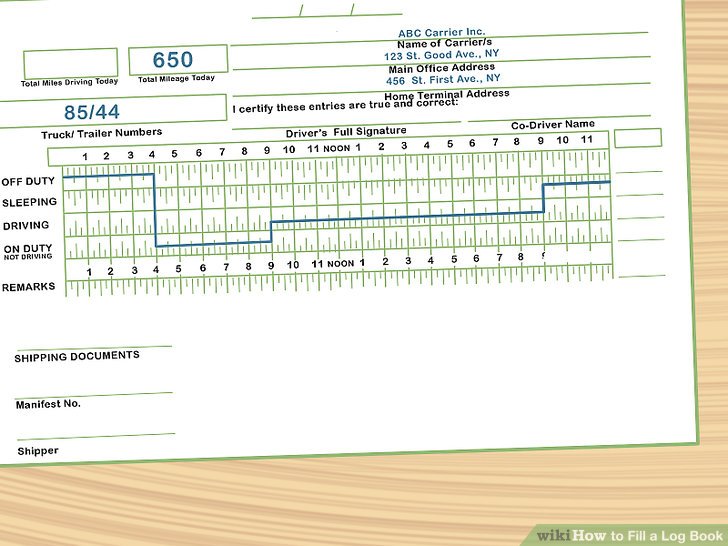 / /
ABC Carrier Inc.
Name of Carrier/s
650
123 St. Good Ave., NY
Total Miles Driving Today
Total Mileage Today
Main Office Address
456 St. First Ave., NY
Home Terminal Address
85/44
I certify these entries are true and correct:
Truck/ Trailer Numbers
Driver's Full Signature
Co-Driver Name
1 2 3 4 5 6 7 8 9 10 11 NOON 1 2 3 4 5 6 7 8 9 10 11
OFF DUTY
SLEEPING
DRIVING
ON DUTY
NOT DRIVING
1 2 3 4 5 6 7 8 9 10 11 NOON 1 2 3 4 5 6 7 8
REMARKS
SHIPPING DOCUMENTS
Manifest No.
Shipper
wikiHow to Fill a Log Book